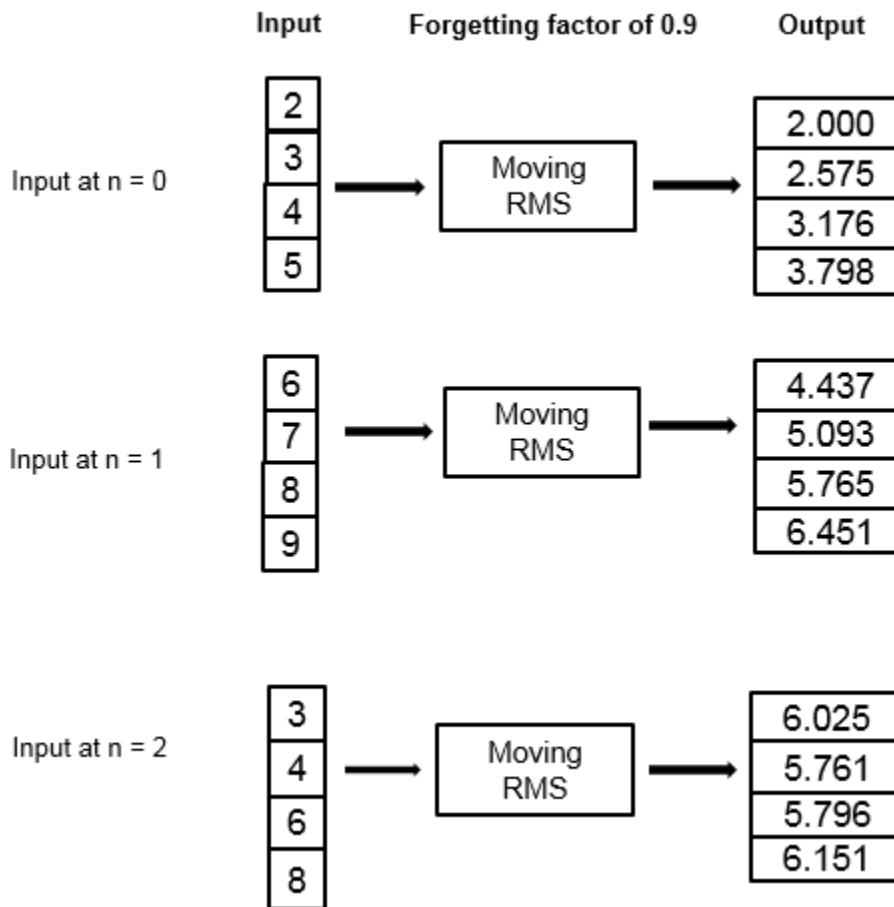 Input Forgetting factor of 0.9 Output
Input at n = 0
2
3
4
5
Moving
RMS
2.000
2.575
3.176
3.798
Input at n = 1
6
7
8
9
Moving
RMS
4.437
5.093
5.765
6.451
Input at n = 2
3
4
6
8
Moving
RMS
6.025
5.761
5.796
6.151